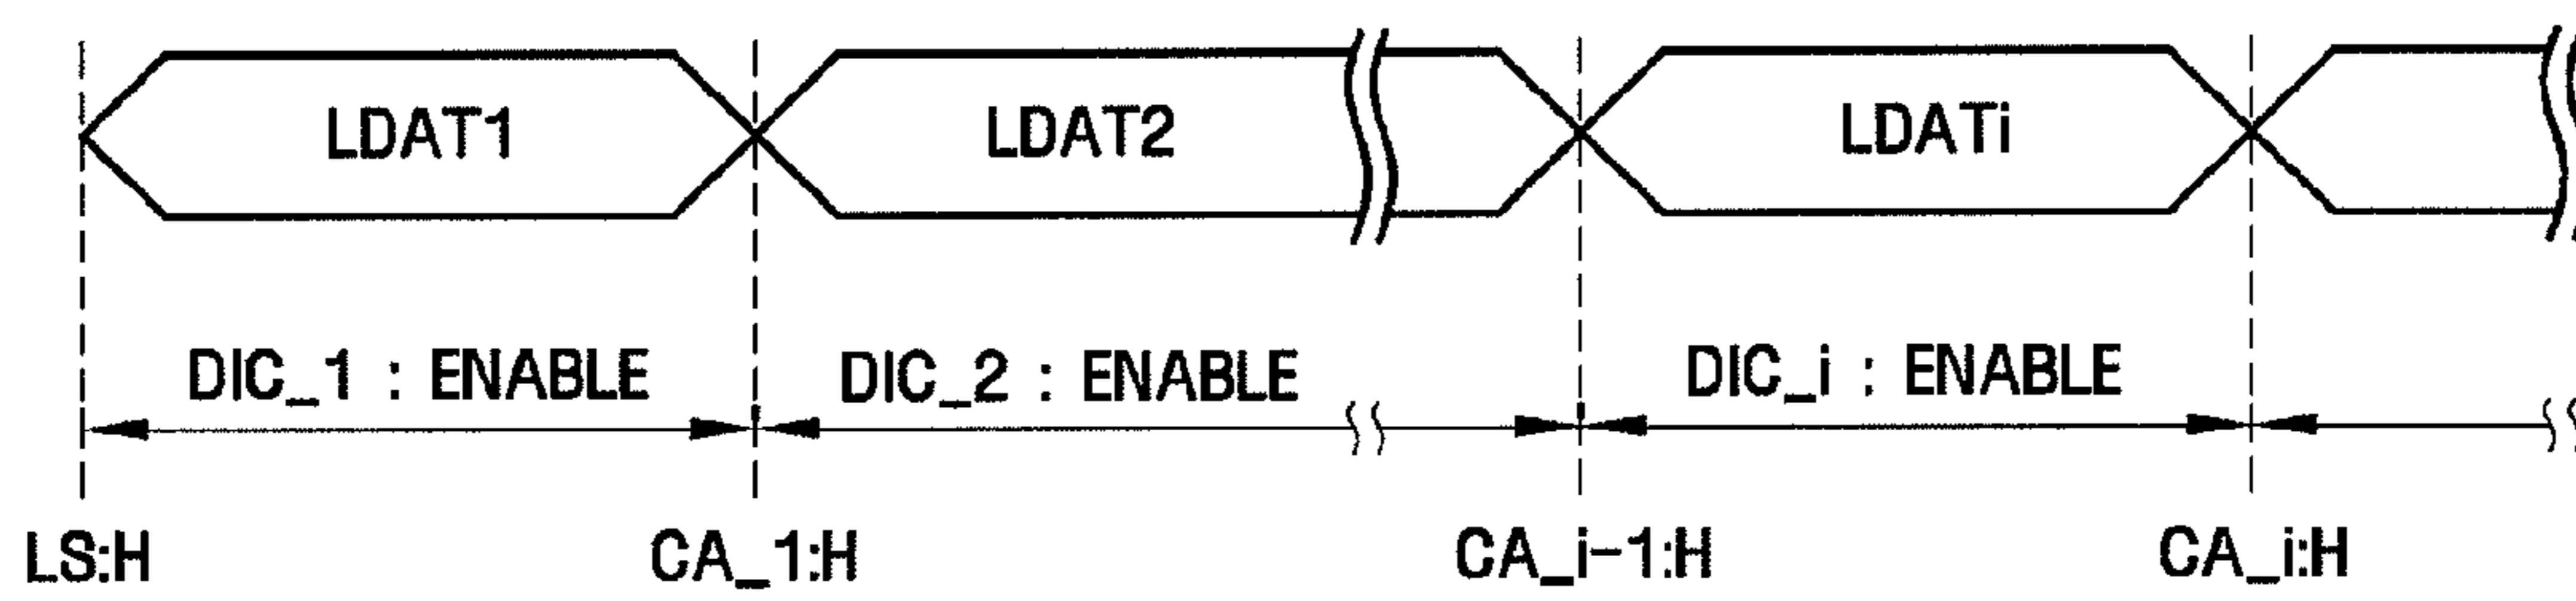 LDAT1 LDAT2 LDATi
DIC_1 : ENABLE DIC_2 : ENABLE DIC_i : ENABLE
LS:H CA_1:H CA_i-1:H CA_i:H